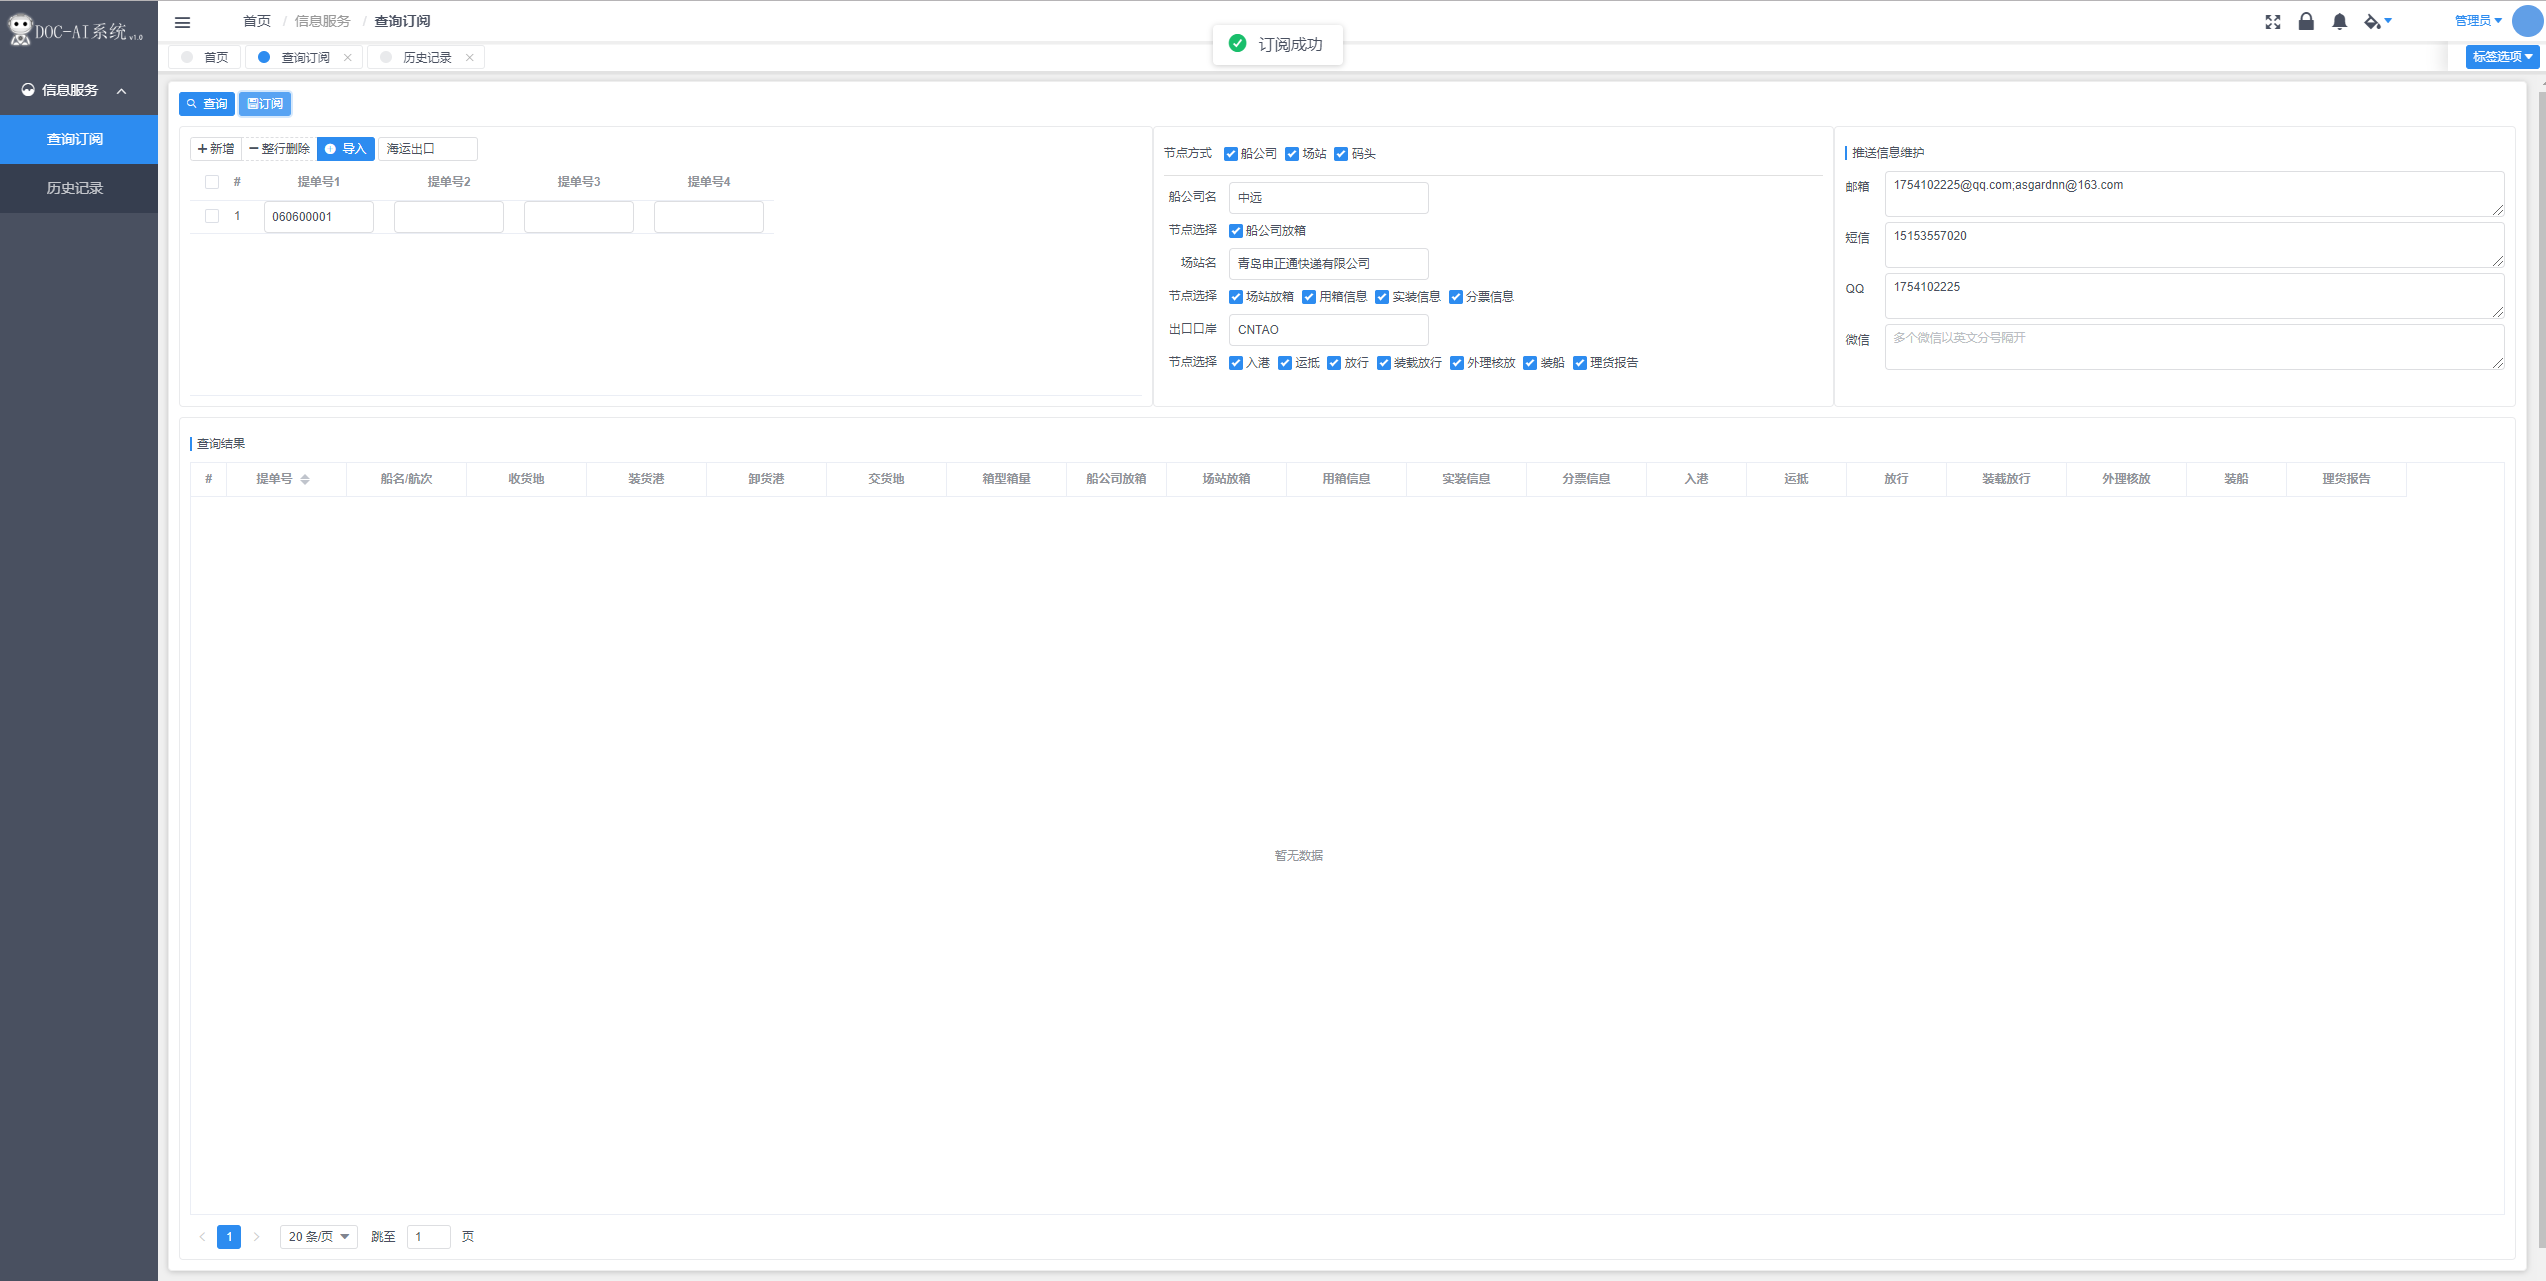 DOC-AI系统 v1.0
首页 / 信息服务 / 查询订阅
管理员
订阅成功
首页
查询订阅
历史记录
标签选项
信息服务
查询订阅
历史记录
查询
订阅
新增
整行删除
导入
海运出口
# 提单号1 提单号2 提单号3 提单号4
1 060600001
节点方式 船公司 场站 码头
船公司名 中远
节点选择 船公司放箱
场站名 青岛申正通快递有限公司
节点选择 场站放箱 用箱信息 实装信息 分票信息
出口口岸 CNTAO
节点选择 入港 运抵 放行 装载放行 外理核放 装船 理货报告
推送信息维护
邮箱 1754102225@qq.com;asgardnn@163.com
短信 15153557020
QQ 1754102225
微信 多个微信以英文分号隔开
查询结果
# 提单号 船名/航次 收货地 装货港 卸货港 交货地 箱型箱量 船公司放箱 场站放箱 用箱信息 实装信息 分票信息 入港 运抵 放行 装载放行 外理核放 装船 理货报告
暂无数据
1 20 条/页 跳至 1 页